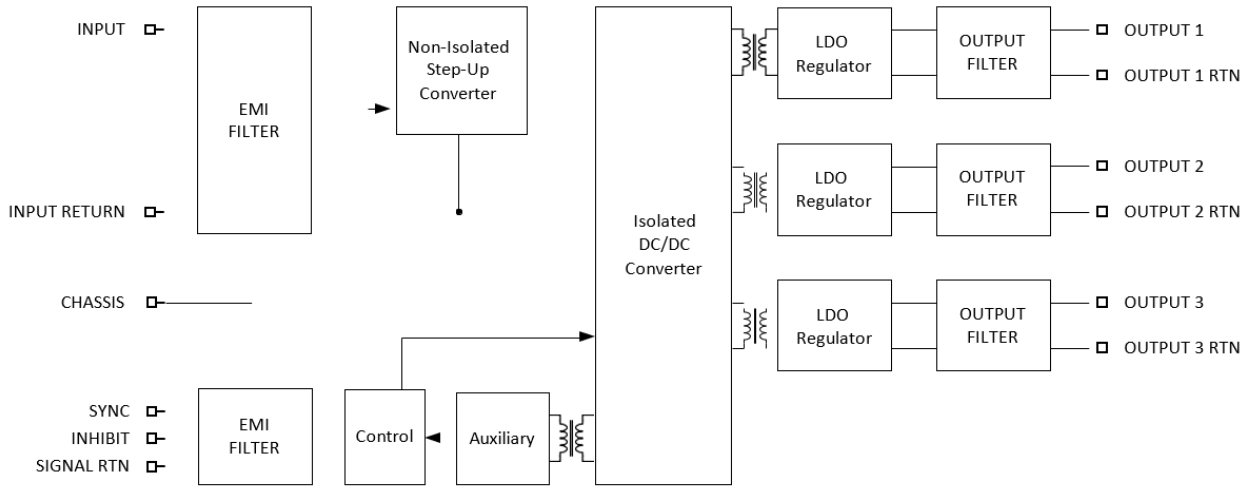 INPUT
INPUT RETURN
CHASSIS
SYNC
INHIBIT
SIGNAL RTN
EMI
FILTER
EMI
FILTER
Non-Isolated
Step-Up
Converter
Control
Auxiliary
Isolated
DC/DC
Converter
LDO
Regulator
OUTPUT
FILTER
OUTPUT 1
OUTPUT 1 RTN
LDO
Regulator
OUTPUT
FILTER
OUTPUT 2
OUTPUT 2 RTN
LDO
Regulator
OUTPUT
FILTER
OUTPUT 3
OUTPUT 3 RTN